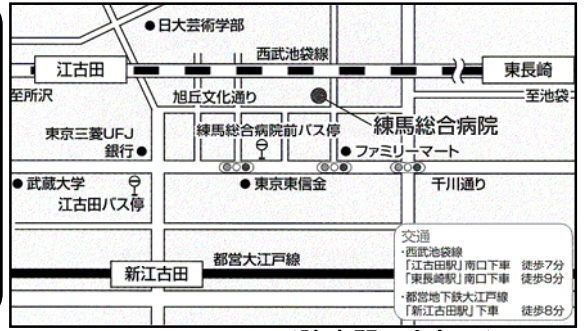 日大芸術学部
西武池袋線
江古田
東長崎
至所沢
旭丘文化通り
至池袋
練馬総合病院
東京三菱UFJ
銀行
練馬総合病院前バス停
ファミリーマート
武蔵大学
江古田バス停
東京東信金
千川通り
都営大江戸線
新江古田
交通
・西武池袋線
「江古田駅」南口下車 徒歩7分
「東長崎駅」南口下車 徒歩9分
・都営地下鉄大江戸線
「新江古田駅」下車 徒歩8分